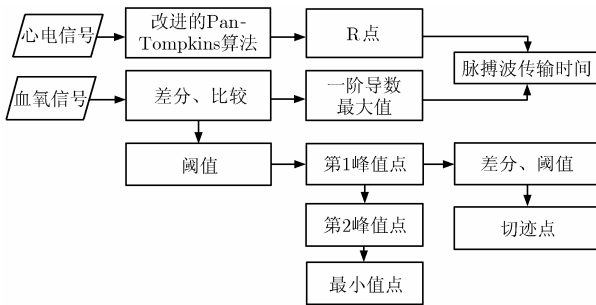 心电信号
改进的Pan-
Tompkins算法
R点
脉搏波传输时间
血氧信号
差分、比较
一阶导数
最大值
阈值
第1峰值点
差分、阈值
第2峰值点
切迹点
最小值点